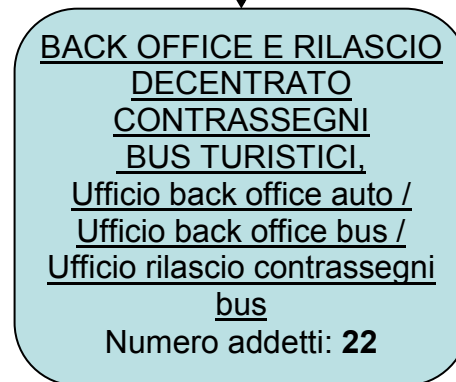 BACK OFFICE E RILASCIO
DECENTRATO
CONTRASSEGNI
BUS TURISTICI,
Ufficio back office auto /
Ufficio back office bus /
Ufficio rilascio contrassegni
bus
Numero addetti: 22